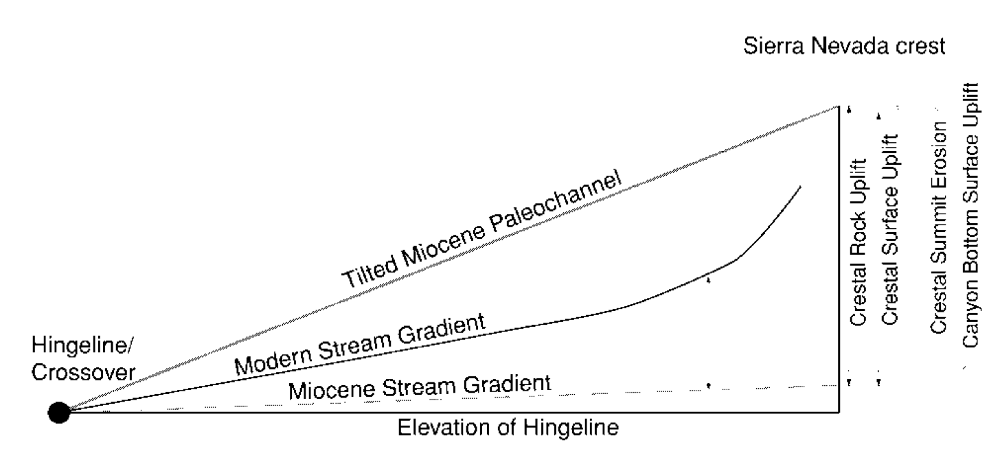 Sierra Nevada crest
Tilted Miocene Paleochannel
Hingeline/
Crossover
Modern Stream Gradient
Miocene Stream Gradient
Elevation of Hingeline
Crestal Rock Uplift
Crestal Surface Uplift
Crestal Summit Erosion
Canyon Bottom Surface Uplift